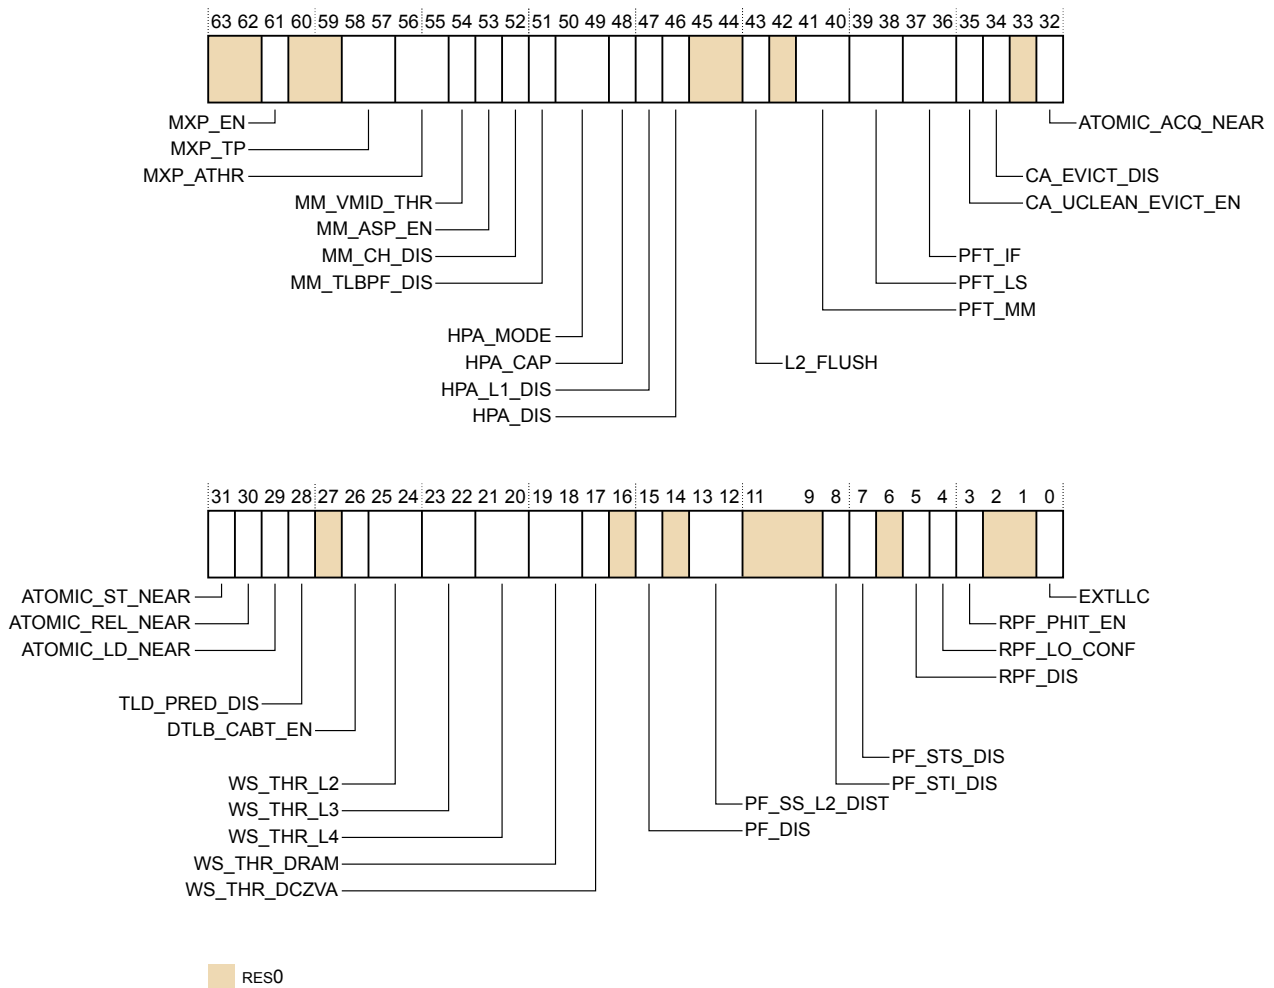 63 62 61 60 59 58 57 56 55 54 53 52 51 50 49 48 47 46 45 44 43 42 41 40 39 38 37 36 35 34 33 32
MXP_EN
ATOMIC_ACQ_NEAR
MXP_TP
MXP_ATHR
CA_EVICT_DIS
MM_VMID_THR
CA_UCLEAN_EVICT_EN
MM_ASP_EN
MM_CH_DIS
PFT_IF
MM_TLBPF_DIS
PFT_LS
PFT_MM
HPA_MODE
HPA_CAP
L2_FLUSH
HPA_L1_DIS
HPA_DIS
31 30 29 28 27 26 25 24 23 22 21 20 19 18 17 16 15 14 13 12 11 9 8 7 6 5 4 3 2 1 0
ATOMIC_ST_NEAR
EXTLLC
ATOMIC_REL_NEAR
RPF_PHIT_EN
ATOMIC_LD_NEAR
RPF_LO_CONF
RPF_DIS
TLD_PRED_DIS
DTLB_CABT_EN
PF_STS_DIS
WS_THR_L2
PF_STI_DIS
PF_SS_L2_DIST
WS_THR_L3
PF_DIS
WS_THR_L4
WS_THR_DRAM
WS_THR_DCZVA
RES0